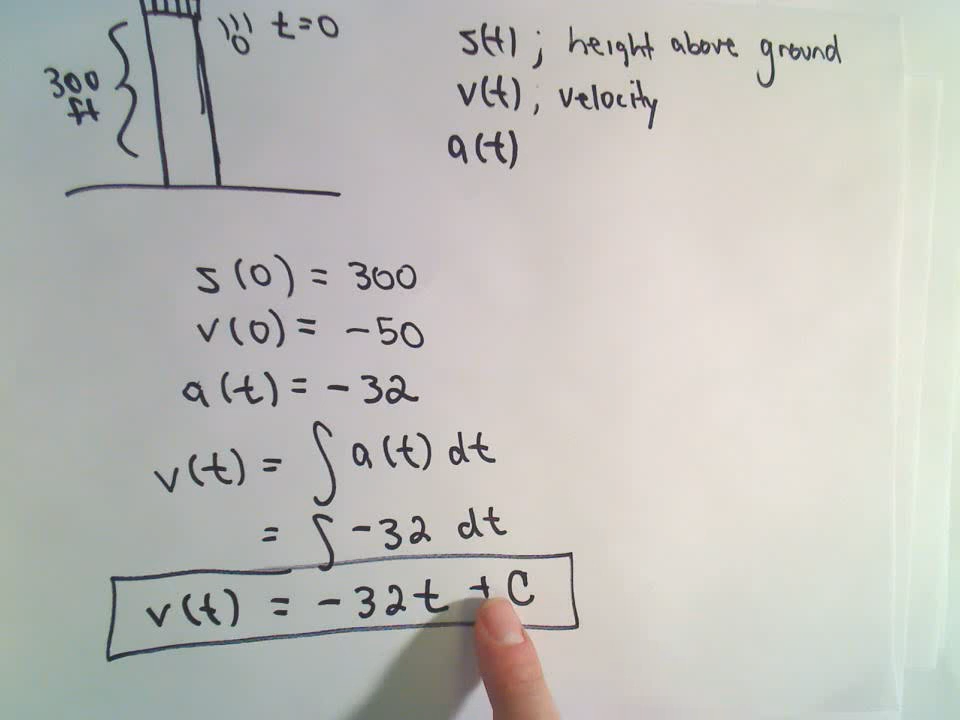 300
ft
t=0
s(t) ; height above ground
v(t) ; velocity
a(t)
s(0) = 300
v(0) = -50
a(t) = -32
v(t) = ∫ a(t) dt
= ∫ -32 dt
v(t) = -32t + C